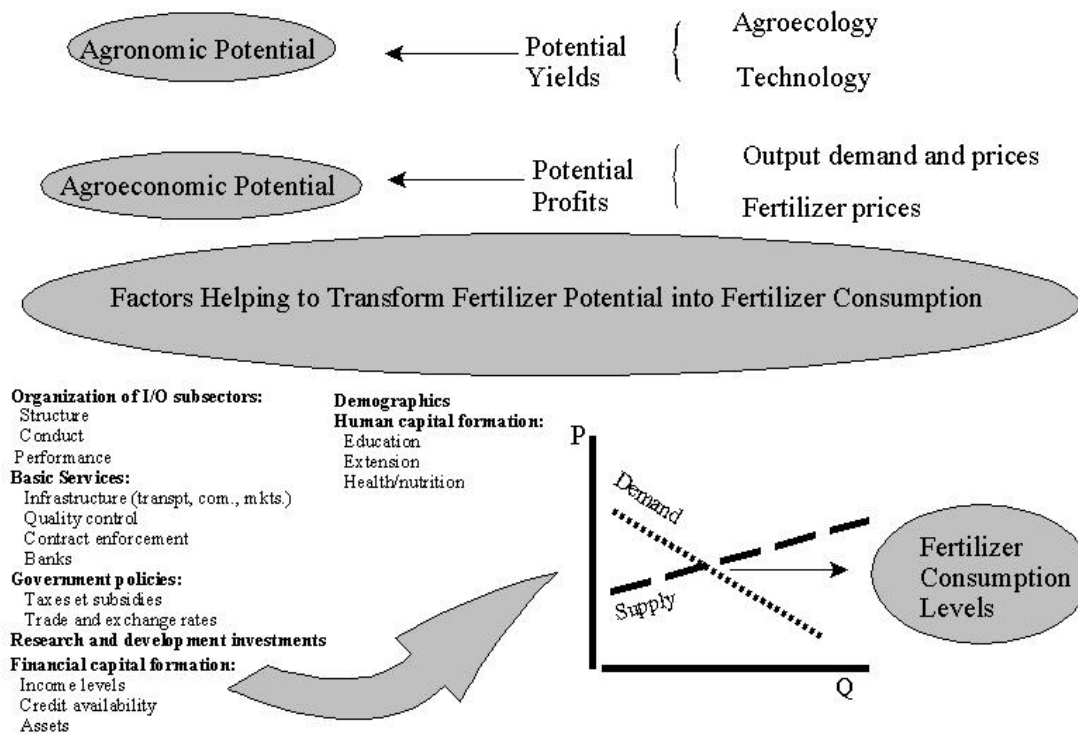 Agronomic Potential
Potential
Yields
Agroecology
Technology
Agroeconomic Potential
Potential
Profits
Output demand and prices
Fertilizer prices
Factors Helping to Transform Fertilizer Potential into Fertilizer Consumption
Organization of I/O subsectors:
Structure
Conduct
Performance
Basic Services:
Infrastructure (transpt, com., mkts.)
Quality control
Contract enforcement
Banks
Government policies:
Taxes et subsidies
Trade and exchange rates
Research and development investments
Financial capital formation:
Income levels
Credit availability
Assets
Demographics
Human capital formation:
Education
Extension
Health/nutrition
P
Demand
Supply
Q
Fertilizer
Consumption
Levels